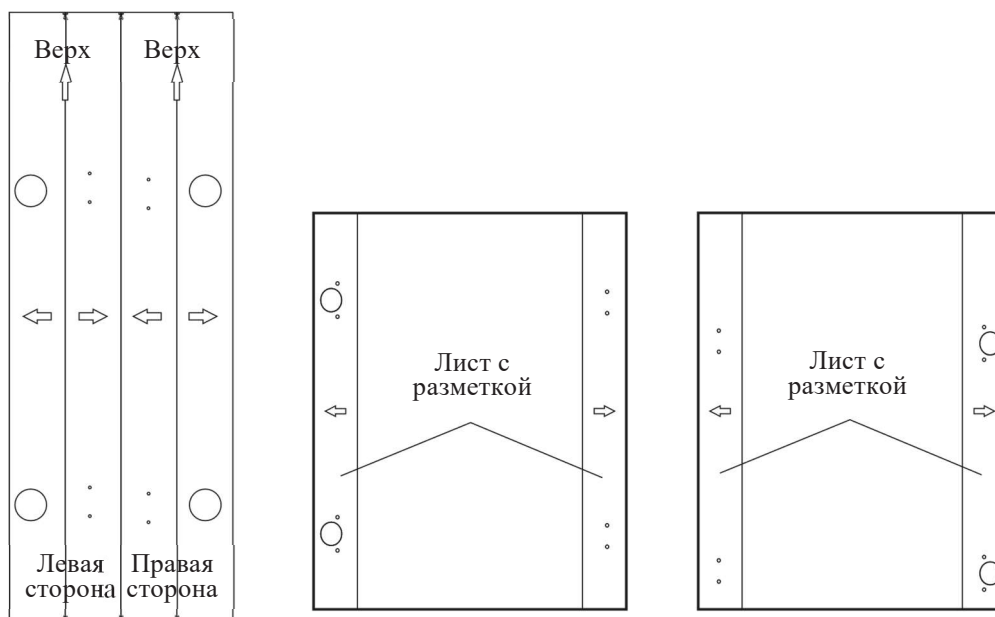 Верх
Верх
Левая
сторона
Правая
сторона
Лист с
разметкой
Лист с
разметкой